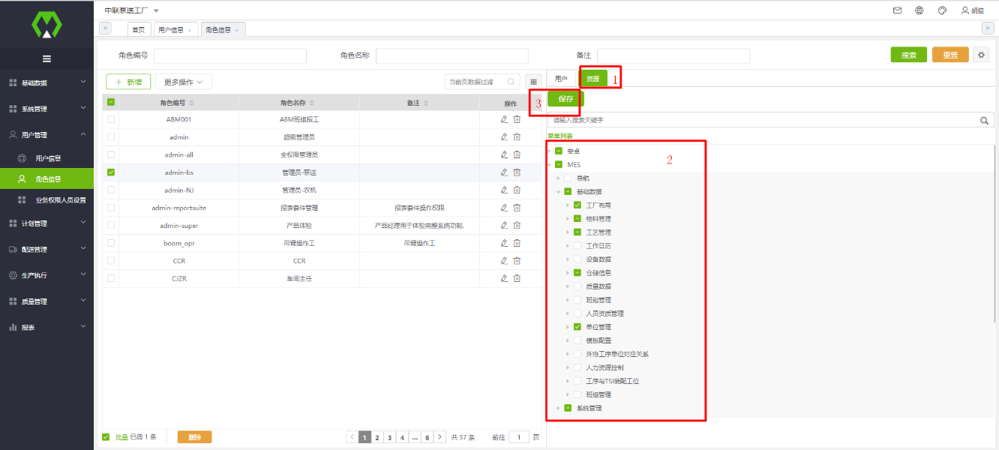 中联泵送工厂
胡迎
首页 用户信息 × 角色信息 ×
角色编号 角色名称 备注 搜索 重置
基础数据
系统管理
用户管理
用户信息
角色信息
业务权限人员设置
计划管理
配送管理
生产执行
质量管理
报表
+ 新增 更多操作 当前页数据过滤
角色编号 角色名称 备注 操作
ABM001 ABM班组报工
admin 超级管理员
admin-all 全权限管理员
admin-bs 管理员-泵送
admin-NJ 管理员-农机
admin-reportsuite 报表套件管理 报表套件操作权限
admin-super 产品体验 产品经理用于体验完整系统功能.
boom_opr 吊臂操作工 吊臂操作工
CCR CCR
CJZR 车间主任
批量 已选 1 条 删除 1 2 3 4 ... 6 共 57 条 前往 1 页
用户 资源 1
3 保存
请输入搜索关键字
菜单列表
2
安卓
MES
导航
基础数据
工厂布局
物料管理
工艺管理
工作日历
设备数据
仓储信息
质量数据
班组管理
人员资质管理
单位管理
模板配置
外协工序单位对应关系
人力资源控制
工序与TSI装配工位
班组管理
系统管理